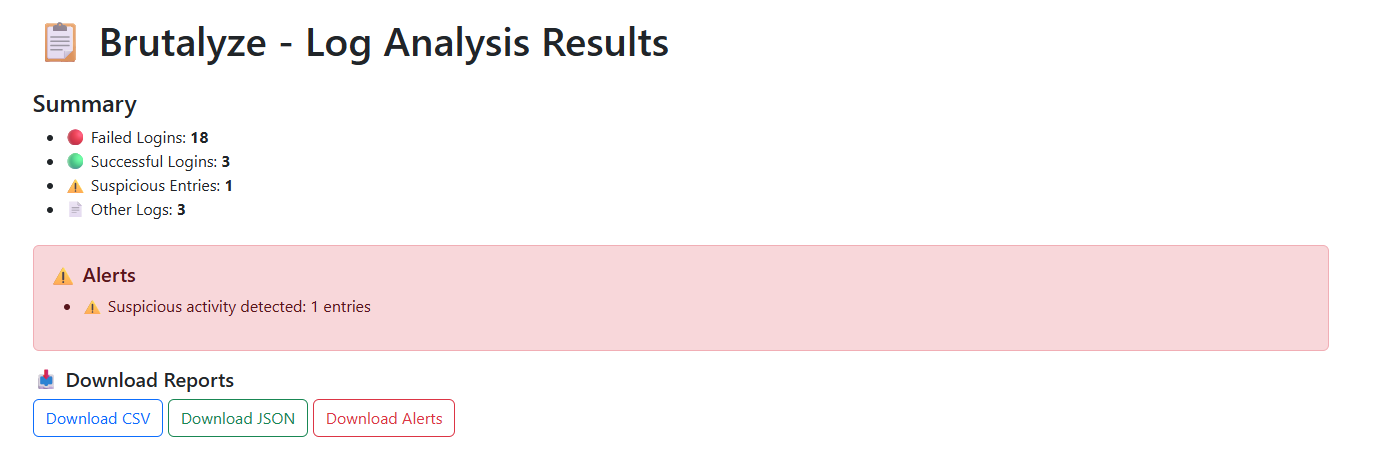 Brutalyze - Log Analysis Results
Summary
Failed Logins: 18
Successful Logins: 3
Suspicious Entries: 1
Other Logs: 3
Alerts
Suspicious activity detected: 1 entries
Download Reports
Download CSV Download JSON Download Alerts